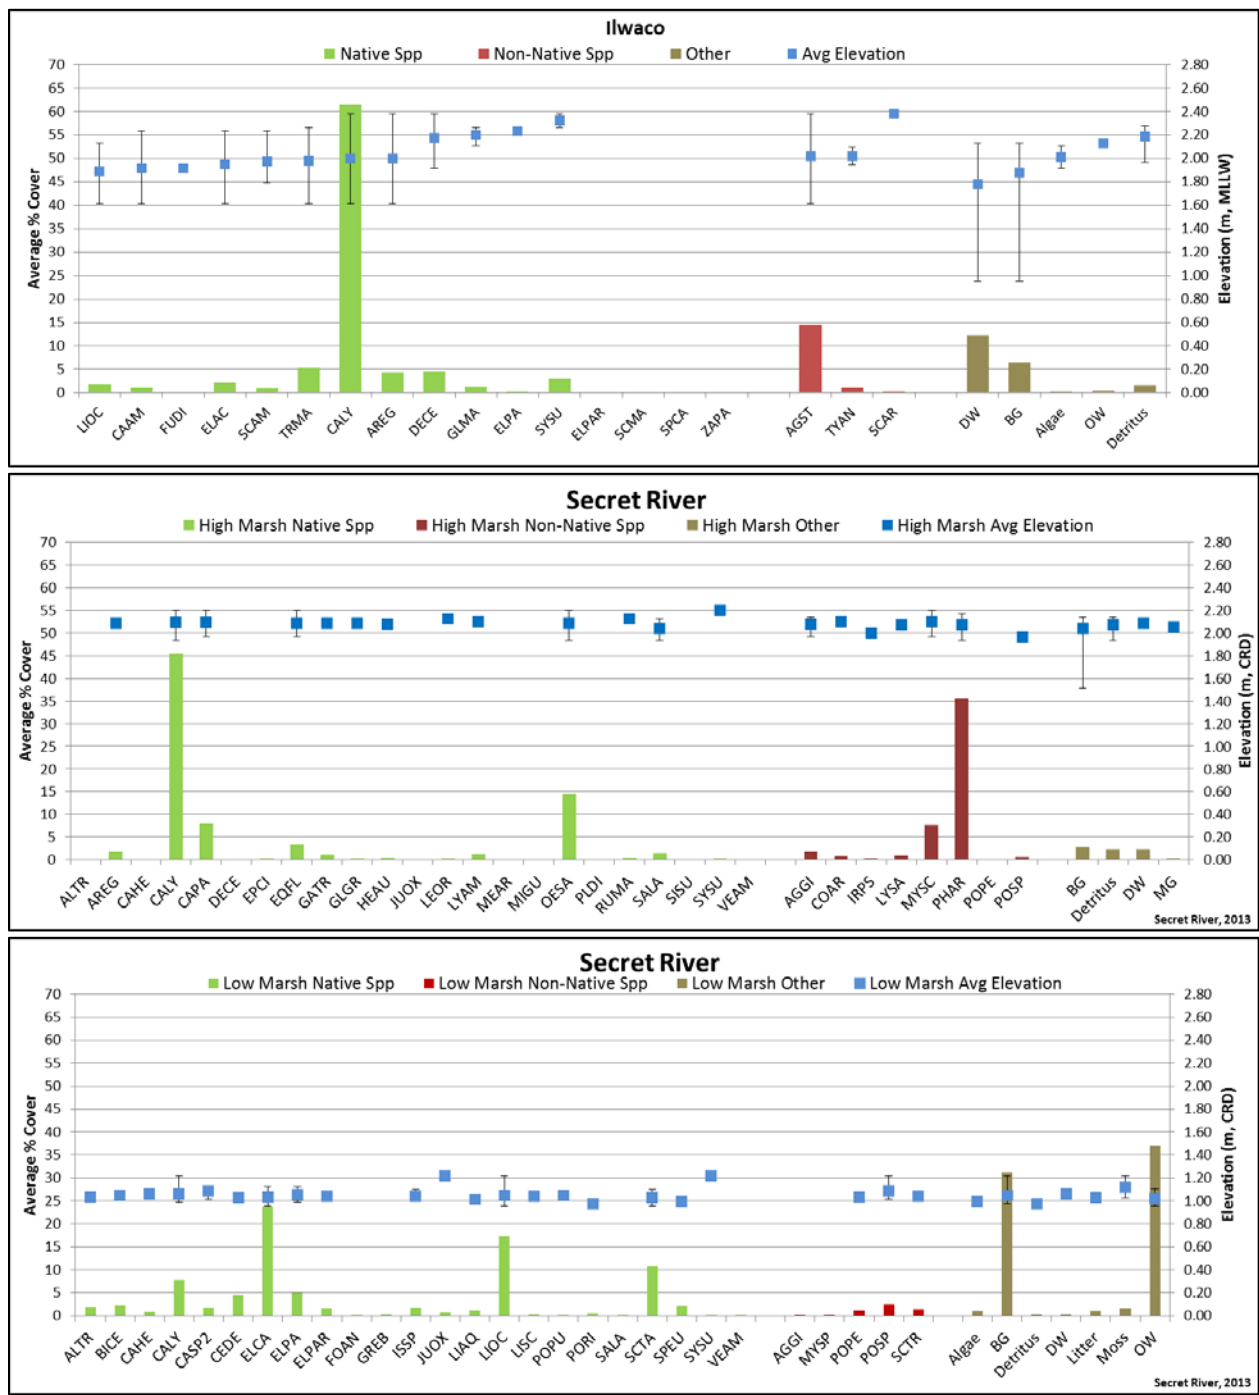 Ilwaco
Native Spp Non-Native Spp Other Avg Elevation
70 2.80
65 2.60
60 2.40
55 2.20
50 2.00
45 1.80
40 1.60
35 1.40
30 1.20
25 1.00
20 0.80
15 0.60
10 0.40
5 0.20
0 0.00
Average % Cover
Elevation (m, MLLW)
LIOC CAAM FUDI ELAC SCAM TRMA CALY AREG DECE GLMA ELPA SYSU ELPAR SCMA SPCA ZAPA AGST TYAN SCAR DW BG Algae OW Detritus
Secret River
High Marsh Native Spp High Marsh Non-Native Spp High Marsh Other High Marsh Avg Elevation
70 2.80
65 2.60
60 2.40
55 2.20
50 2.00
45 1.80
40 1.60
35 1.40
30 1.20
25 1.00
20 0.80
15 0.60
10 0.40
5 0.20
0 0.00
Average % Cover
Elevation (m, CRD)
ALTR AREG CAHE CALY CAPA DECE EPCI EQFL GATR GLGR HEAU JUOX LEOR LYAM MEAR MIGU OESA PLDI RUMA SALA SISU SYSU VEAM AGGI COAR IRPS LYSA MYSC PHAR POPE POSP BG Detritus DW MG
Secret River, 2013
Secret River
Low Marsh Native Spp Low Marsh Non-Native Spp Low Marsh Other Low Marsh Avg Elevation
70 2.80
65 2.60
60 2.40
55 2.20
50 2.00
45 1.80
40 1.60
35 1.40
30 1.20
25 1.00
20 0.80
15 0.60
10 0.40
5 0.20
0 0.00
Average % Cover
Elevation (m, CRD)
ALTR BICE CAHE CALY CASP2 CEDE ELCA ELPA ELPAR FOAN GREB ISSP JUOX LIAQ LIOC LISC POPU PORI SALA SCTA SPEU SYSU VEAM AGGI MYSP POPE POSP SCTR Algae BG Detritus DW Litter Moss OW
Secret River, 2013